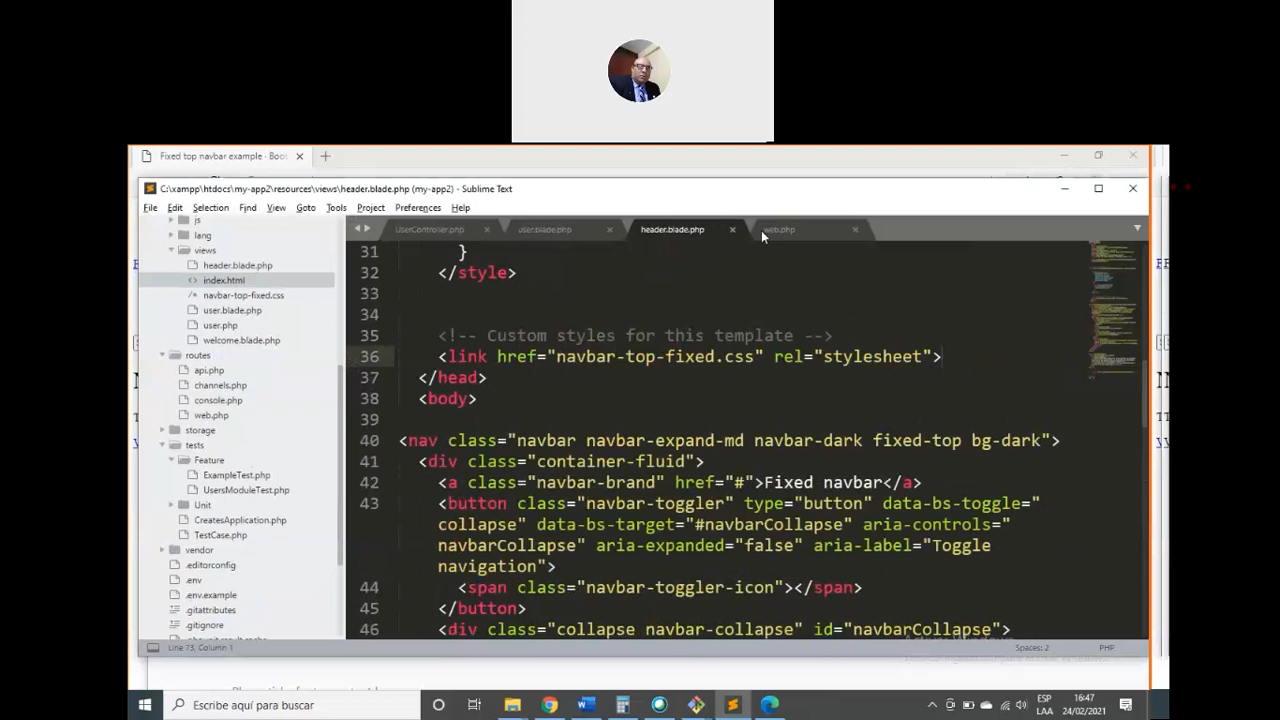 Fixed top navbar example · Boot
C:\xampp\htdocs\my-app2\resources\views\header.blade.php (my-app2) - Sublime Text
File Edit Selection Find View Goto Tools Project Preferences Help
js
lang
views
header.blade.php
index.html
navbar-top-fixed.css
user.blade.php
user.php
welcome.blade.php
routes
api.php
channels.php
console.php
web.php
storage
tests
Feature
ExampleTest.php
UsersModuleTest.php
Unit
CreatesApplication.php
TestCase.php
vendor
.editorconfig
.env
.env.example
.gitattributes
.gitignore
UserController.php user.blade.php header.blade.php web.php
31 }
32 </style>
33
34
35 <!-- Custom styles for this template -->
36 <link href="navbar-top-fixed.css" rel="stylesheet">
37 </head>
38 <body>
39
40 <nav class="navbar navbar-expand-md navbar-dark fixed-top bg-dark">
41 <div class="container-fluid">
42 <a class="navbar-brand" href="#">Fixed navbar</a>
43 <button class="navbar-toggler" type="button" data-bs-toggle="
collapse" data-bs-target="#navbarCollapse" aria-controls="
navbarCollapse" aria-expanded="false" aria-label="Toggle
navigation">
44 <span class="navbar-toggler-icon"></span>
45 </button>
46 <div class="collapse navbar-collapse" id="navbarCollapse">
Line 73, Column 1
Spaces: 2 PHP
Escribe aquí para buscar
ESP
LAA
16:47
24/02/2021